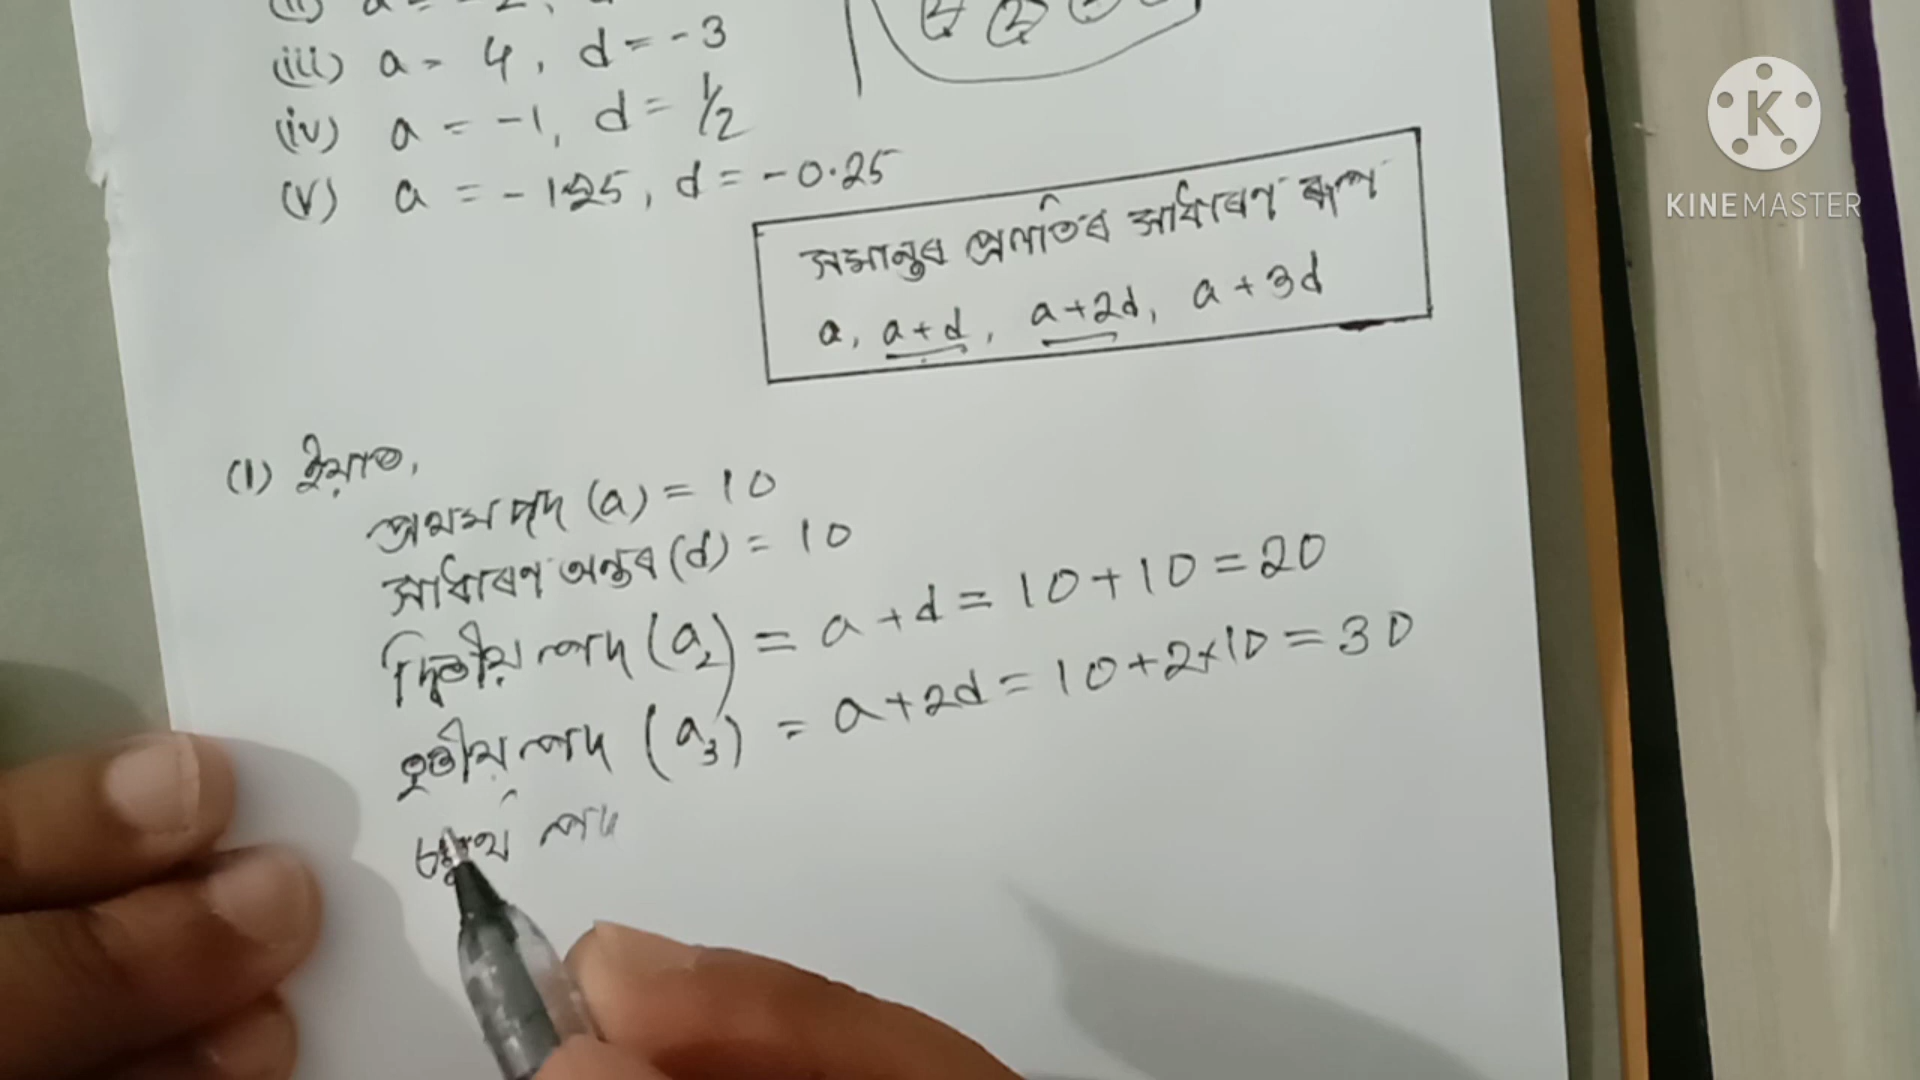 (iii) a = 4, d = -3
(iv) a = -1, d = 1/2
(v) a = -1.25, d = -0.25
K
KINEMASTER
সমান্তৰ প্ৰগতিৰ সাধাৰণ ৰূপ
a, a+d, a+2d, a+3d
(i) ইয়াত,
প্ৰথম পদ (a) = 10
সাধাৰণ অন্তৰ (d) = 10
দ্বিতীয় পদ (a₂) = a+d = 10+10 = 20
তৃতীয় পদ (a₃) = a+2d = 10+2×10 = 30
চতুৰ্থ পদ